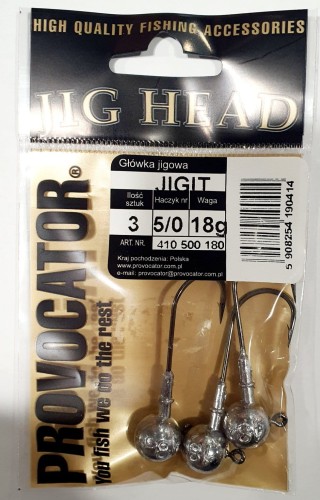 HIGH QUALITY FISHING ACCESSORIES
JIG HEAD
Główka jigowa
JIGIT
Ilość sztuk Haczyk nr Waga
3 5/0 18g
ART. NR. 410 500 180
Kraj pochodzenia: Polska
www.provocator.com.pl
e-mail: provocator@provocator.com.pl
5 908254 190414
PROVOCATOR®
You fish we do the rest